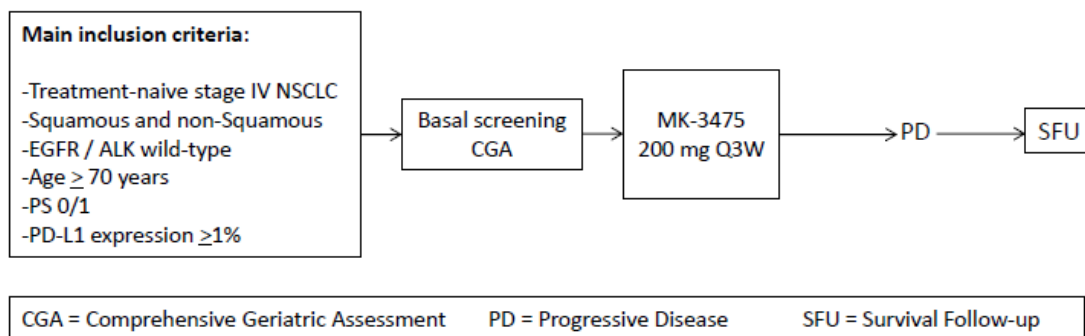 Main inclusion criteria:
-Treatment-naive stage IV NSCLC
-Squamous and non-Squamous
-EGFR / ALK wild-type
-Age ≥ 70 years
-PS 0/1
-PD-L1 expression ≥1%
Basal screening
CGA
MK-3475
200 mg Q3W
PD
SFU
CGA = Comprehensive Geriatric Assessment PD = Progressive Disease SFU = Survival Follow-up